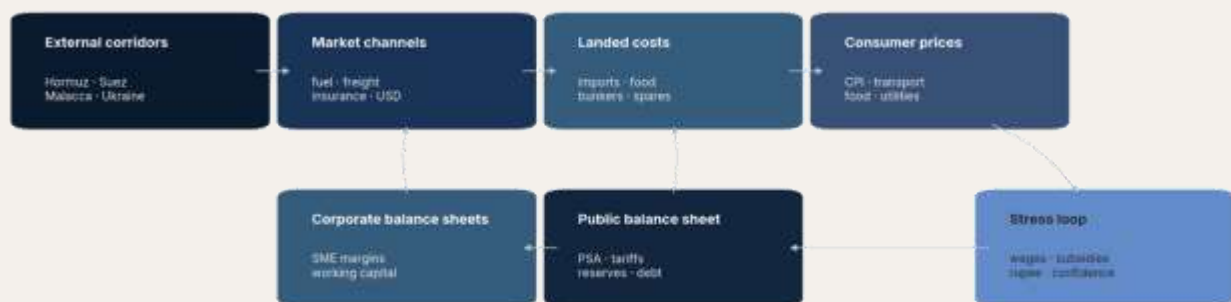 External corridors
Hormuz · Suez
Malacca · Ukraine
Market channels
fuel · freight
insurance · USD
Landed costs
imports · food
bunkers · spares
Consumer prices
CPI · transport
food · utilities
Corporate balance sheets
SME margins
working capital
Public balance sheet
PSA · tariffs
reserves · debt
Stress loop
wages · subsidies
rupee · confidence